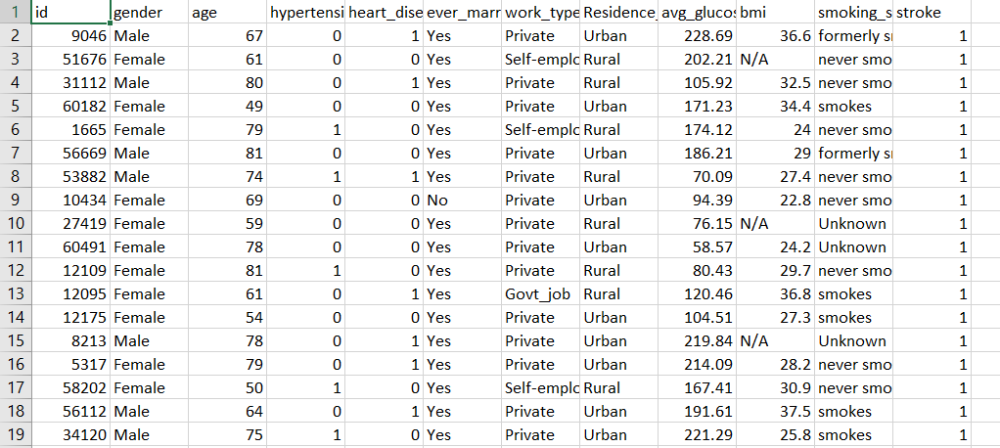 1 id gender age hypertensi heart_dise ever_marr work_type Residence_ avg_glucos bmi smoking_s stroke
2 9046 Male 67 0 1 Yes Private Urban 228.69 36.6 formerly sı 1
3 51676 Female 61 0 0 Yes Self-emplo Rural 202.21 N/A never smo 1
4 31112 Male 80 0 1 Yes Private Rural 105.92 32.5 never smo 1
5 60182 Female 49 0 0 Yes Private Urban 171.23 34.4 smokes 1
6 1665 Female 79 1 0 Yes Self-emplo Rural 174.12 24 never smo 1
7 56669 Male 81 0 0 Yes Private Urban 186.21 29 formerly sı 1
8 53882 Male 74 1 1 Yes Private Rural 70.09 27.4 never smo 1
9 10434 Female 69 0 0 No Private Urban 94.39 22.8 never smo 1
10 27419 Female 59 0 0 Yes Private Rural 76.15 N/A Unknown 1
11 60491 Female 78 0 0 Yes Private Urban 58.57 24.2 Unknown 1
12 12109 Female 81 1 0 Yes Private Rural 80.43 29.7 never smo 1
13 12095 Female 61 0 1 Yes Govt_job Rural 120.46 36.8 smokes 1
14 12175 Female 54 0 0 Yes Private Urban 104.51 27.3 smokes 1
15 8213 Male 78 0 1 Yes Private Urban 219.84 N/A Unknown 1
16 5317 Female 79 0 1 Yes Private Urban 214.09 28.2 never smo 1
17 58202 Female 50 1 0 Yes Self-emplo Rural 167.41 30.9 never smo 1
18 56112 Male 64 0 1 Yes Private Urban 191.61 37.5 smokes 1
19 34120 Male 75 1 0 Yes Private Urban 221.29 25.8 smokes 1